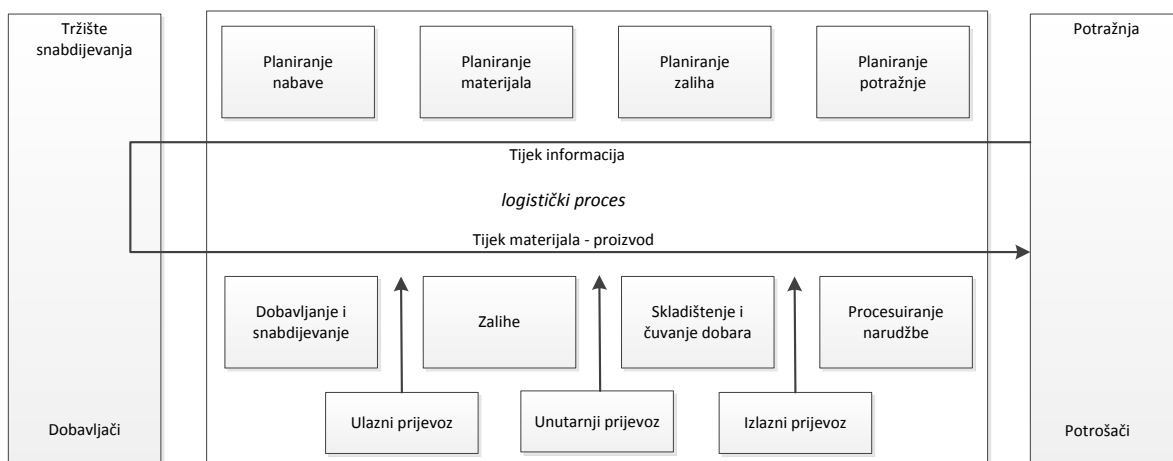 Tržište
snabdijevanja
Planiranje
nabave
Planiranje
materijala
Planiranje
zaliha
Planiranje
potražnje
Potražnja
Tijek informacija
logistički proces
Tijek materijala - proizvod
Dobavljanje i
snabdijevanje
Zalihe
Skladištenje i
čuvanje dobara
Procesuiranje
narudžbe
Ulazni prijevoz
Unutarnji prijevoz
Izlazni prijevoz
Dobavljači
Potrošači